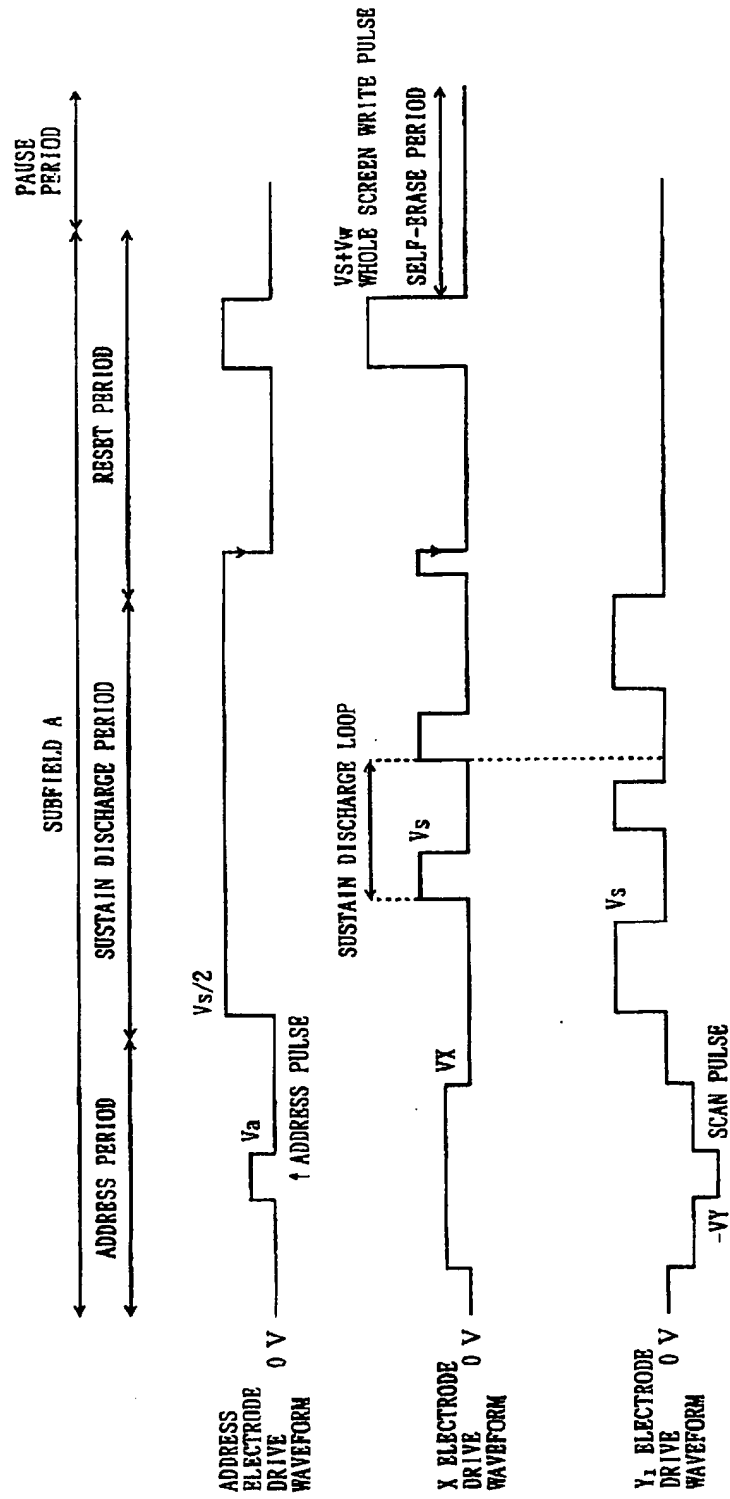 SUBFIELD A
PAUSE
PERIOD
ADDRESS PERIOD
SUSTAIN DISCHARGE PERIOD
RESET PERIOD
ADDRESS
ELECTRODE
DRIVE
WAVEFORM
0 V
Va
↑ ADDRESS PULSE
Vs/2
X ELECTRODE
DRIVE
WAVEFORM
0 V
VX
SUSTAIN DISCHARGE LOOP
Vs
VS+Vw
WHOLE SCREEN WRITE PULSE
SELF-ERASE PERIOD
Y₁ ELECTRODE
DRIVE
WAVEFORM
0 V
-VY
SCAN PULSE
Vs